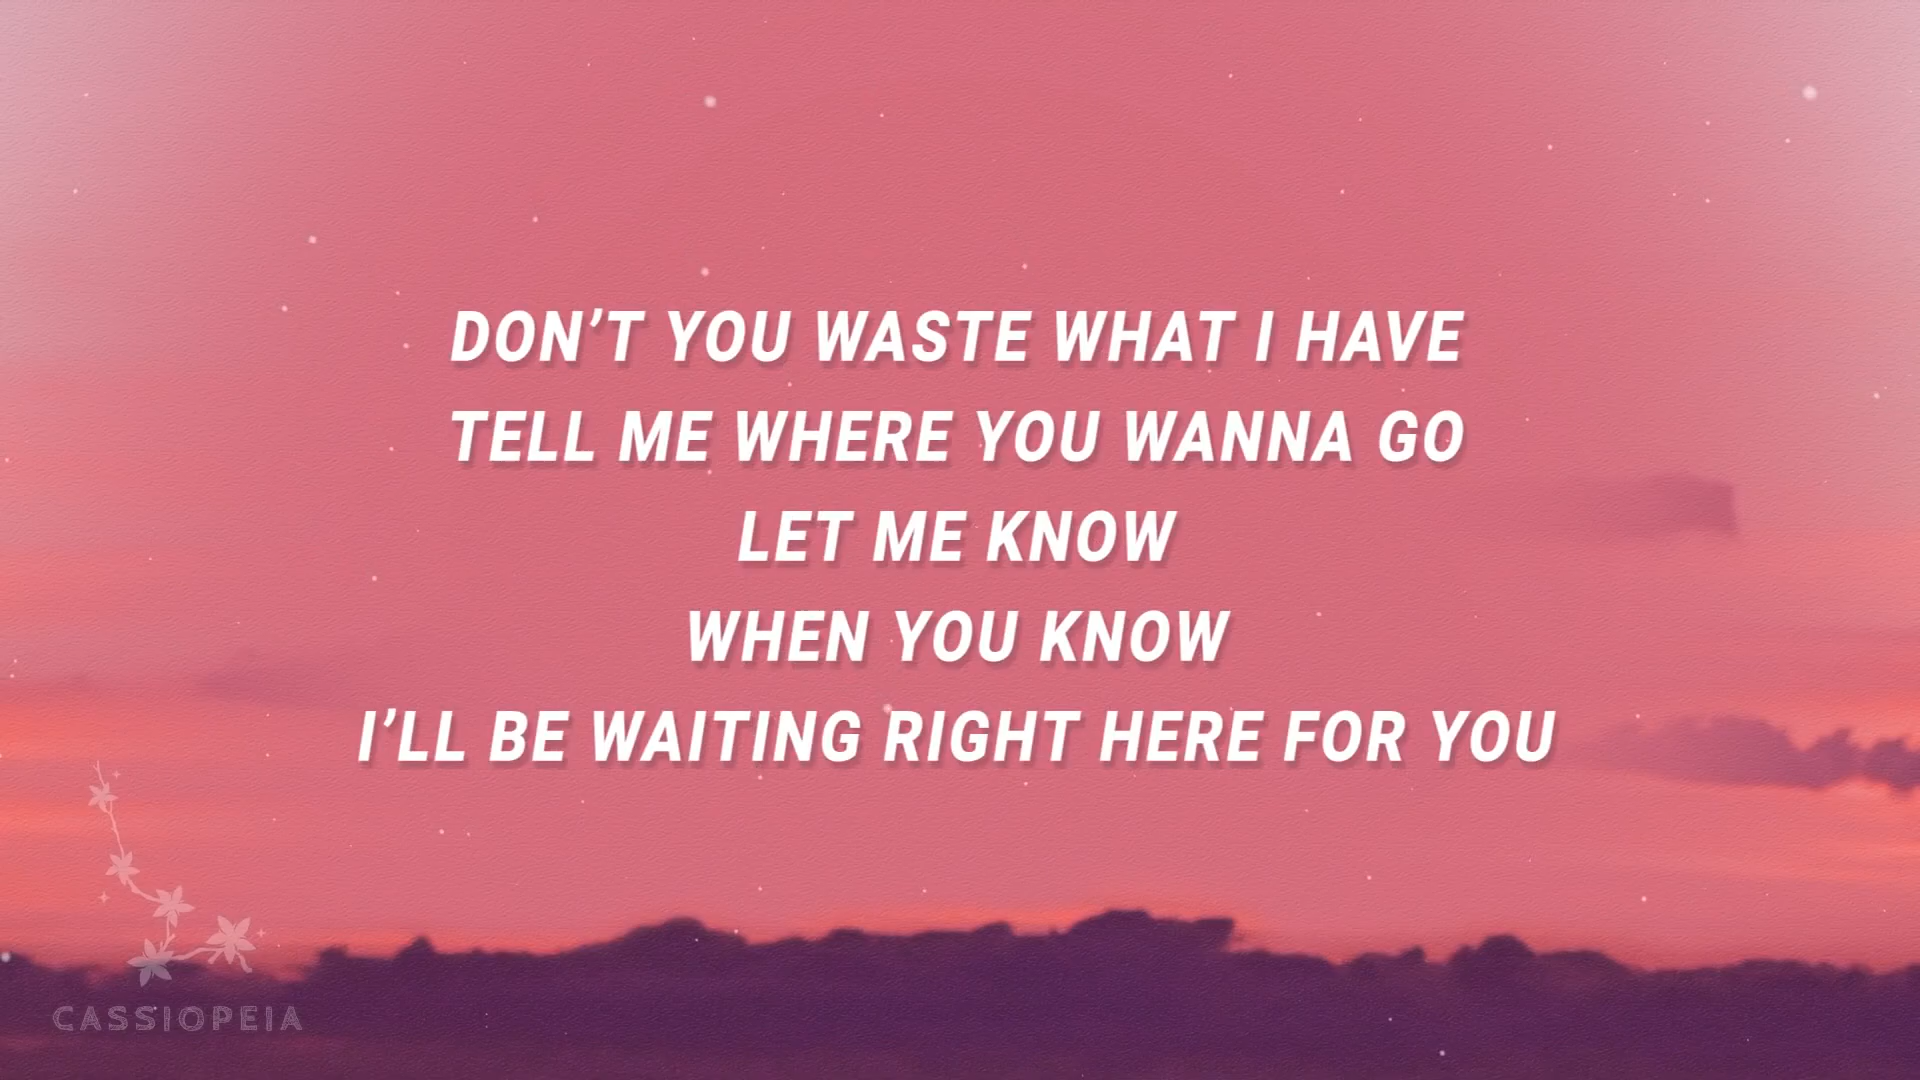 DON’T YOU WASTE WHAT I HAVE
TELL ME WHERE YOU WANNA GO
LET ME KNOW
WHEN YOU KNOW
I’LL BE WAITING RIGHT HERE FOR YOU
CASSIOPEIA